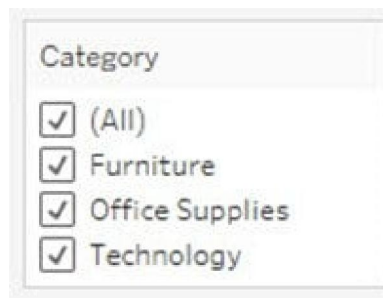 Category
(All)
Furniture
Office Supplies
Technology